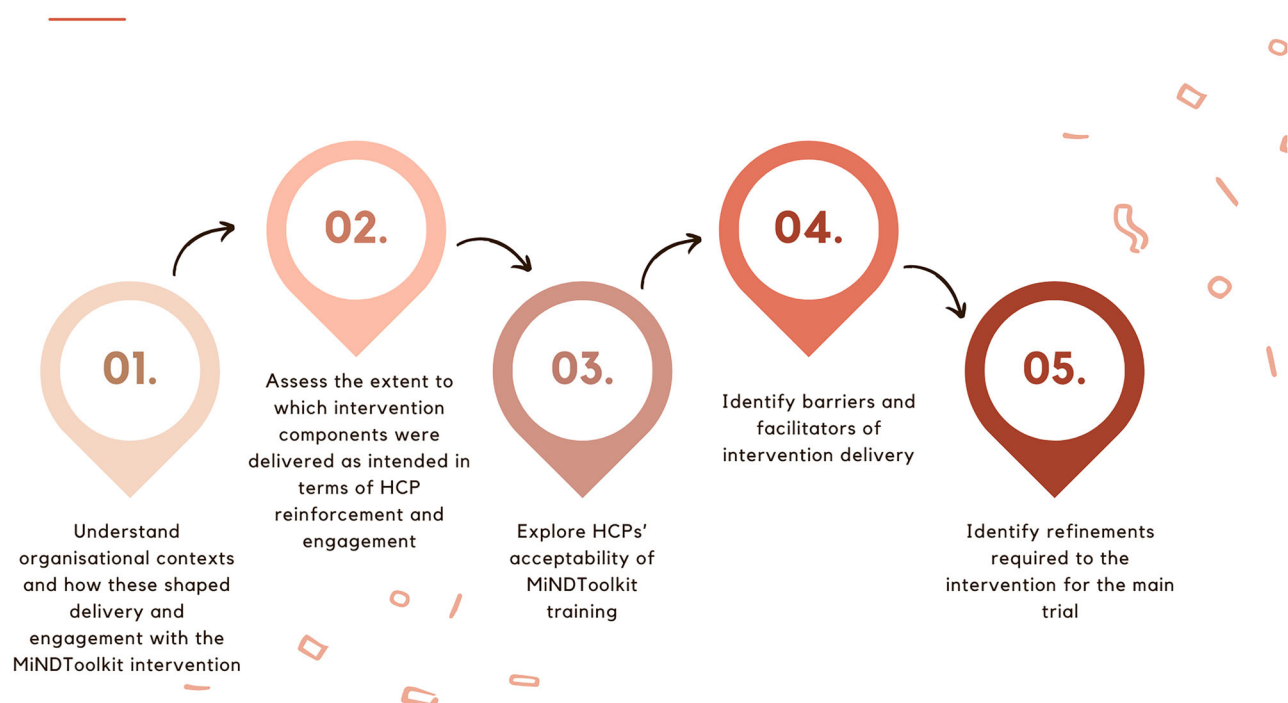 01.
Understand
organisational contexts
and how these shaped
delivery and
engagement with the
MiNDToolkit intervention
02.
Assess the extent to
which intervention
components were
delivered as intended in
terms of HCP
reinforcement and
engagement
03.
Explore HCPs'
acceptability of
MiNDToolkit
training
04.
Identify barriers and
facilitators of
intervention delivery
05.
Identify refinements
required to the
intervention for the main
trial